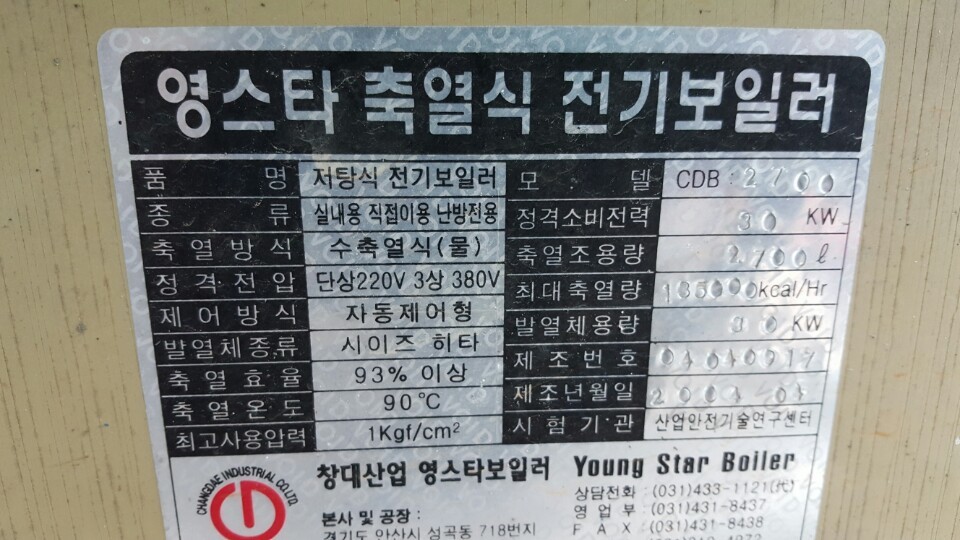 영스타 축열식 전기보일러
품 명 저탕식 전기보일러 모 델 CDB : 2700
종 류 실내용 직접이용 난방전용 정격소비전력 30 KW
축열방식 수축열식(물) 축열조용량 2700ℓ
정격전압 단상220V 3상 380V 최대축열량 135000kcal/Hr
제어방식 자동제어형 발열체용량 30 KW
발열체종류 시이즈 히타 제조번호
축열효율 93% 이상 제조년월일
축열온도 90℃ 시험기관 산업안전기술연구센터
최고사용압력 1Kgf/cm²
CHANGDAE INDUSTRIAL CO.LTD.
창대산업 영스타보일러 Young Star Boiler
상담전화 : (031)433-1121(代)
본사 및 공장 : 영업부 : (031)431-8437
경기도 안산시 성곡동 718번지 F A X : (031)431-8438